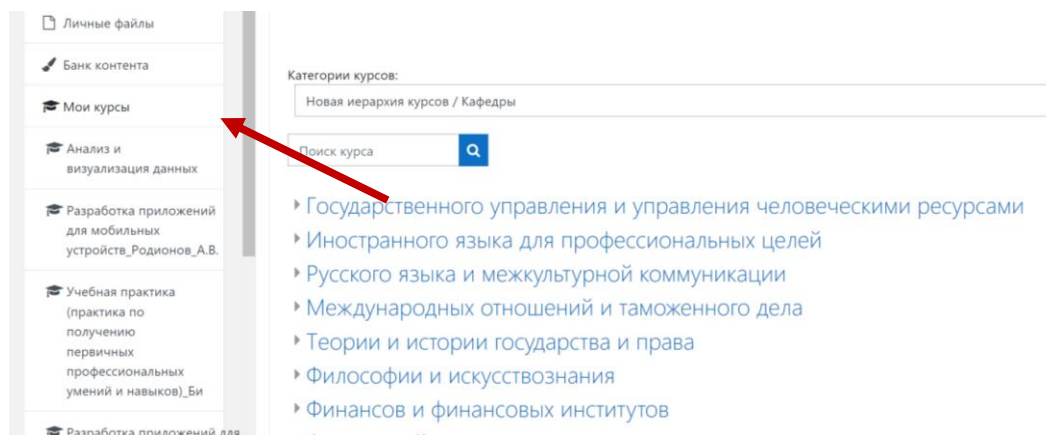 Личные файлы
Банк контента
Мои курсы
Анализ и
визуализация данных
Разработка приложений
для мобильных
устройств_Родионов_А.В.
Учебная практика
(практика по
получению
первичных
профессиональных
умений и навыков)_Би
Разработка приложений для
Категории курсов:
Новая иерархия курсов / Кафедры
Поиск курса
Государственного управления и управления человеческими ресурсами
Иностранного языка для профессиональных целей
Русского языка и межкультурной коммуникации
Международных отношений и таможенного дела
Теории и истории государства и права
Философии и искусствознания
Финансов и финансовых институтов